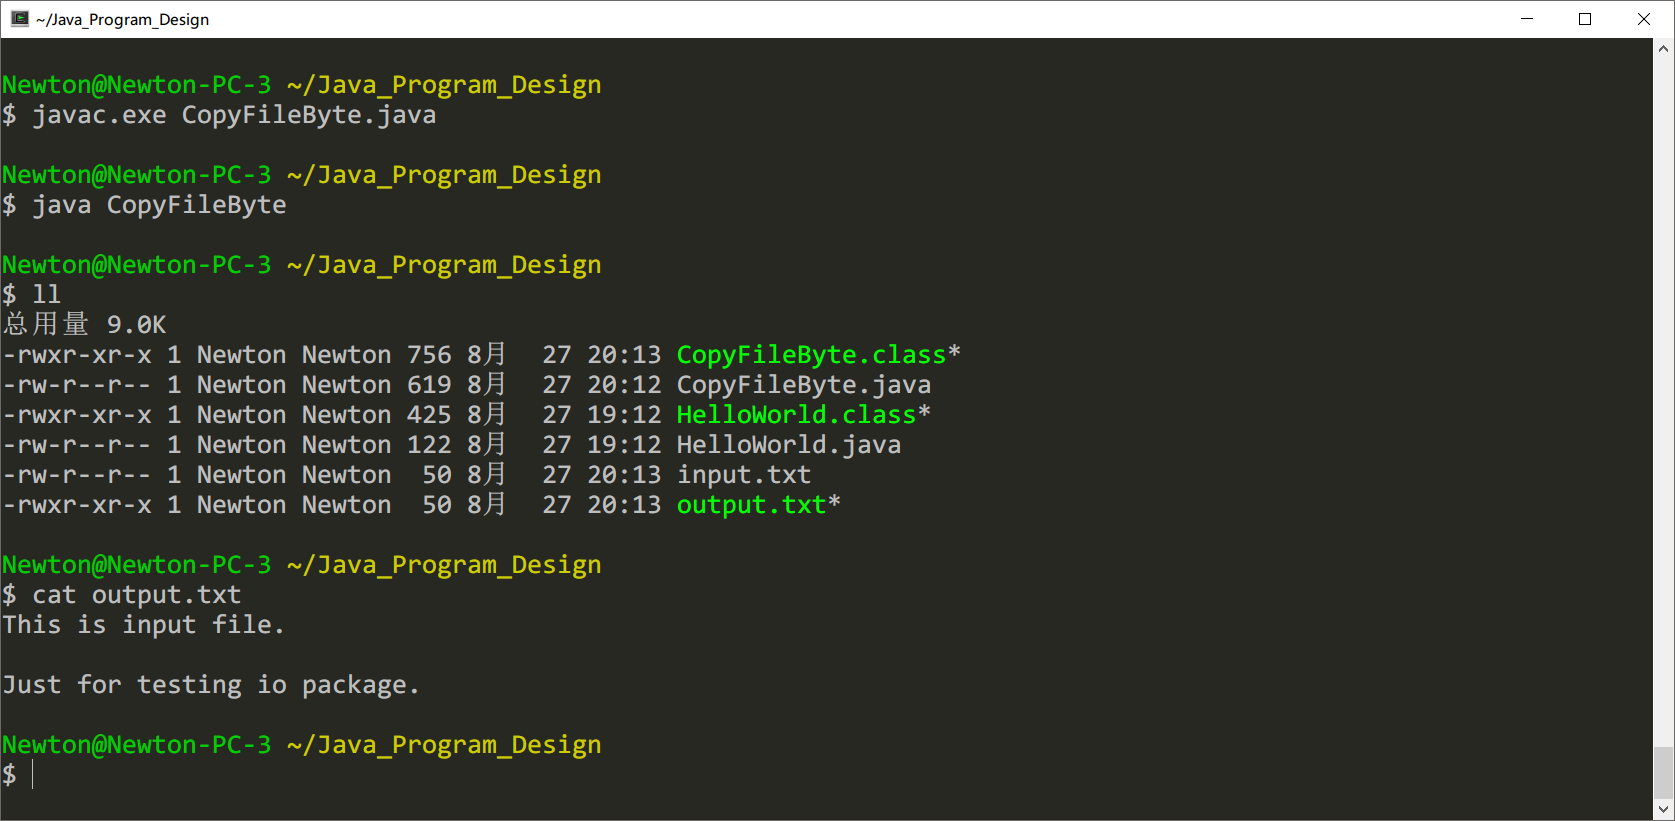 ~/Java_Program_Design
Newton@Newton-PC-3 ~/Java_Program_Design
$ javac.exe CopyFileByte.java
Newton@Newton-PC-3 ~/Java_Program_Design
$ java CopyFileByte
Newton@Newton-PC-3 ~/Java_Program_Design
$ ll
总用量 9.0K
-rwxr-xr-x 1 Newton Newton 756 8月  27 20:13 CopyFileByte.class*
-rw-r--r-- 1 Newton Newton 619 8月  27 20:12 CopyFileByte.java
-rwxr-xr-x 1 Newton Newton 425 8月  27 19:12 HelloWorld.class*
-rw-r--r-- 1 Newton Newton 122 8月  27 19:12 HelloWorld.java
-rw-r--r-- 1 Newton Newton  50 8月  27 20:13 input.txt
-rwxr-xr-x 1 Newton Newton  50 8月  27 20:13 output.txt*
Newton@Newton-PC-3 ~/Java_Program_Design
$ cat output.txt
This is input file.
Just for testing io package.
Newton@Newton-PC-3 ~/Java_Program_Design
$